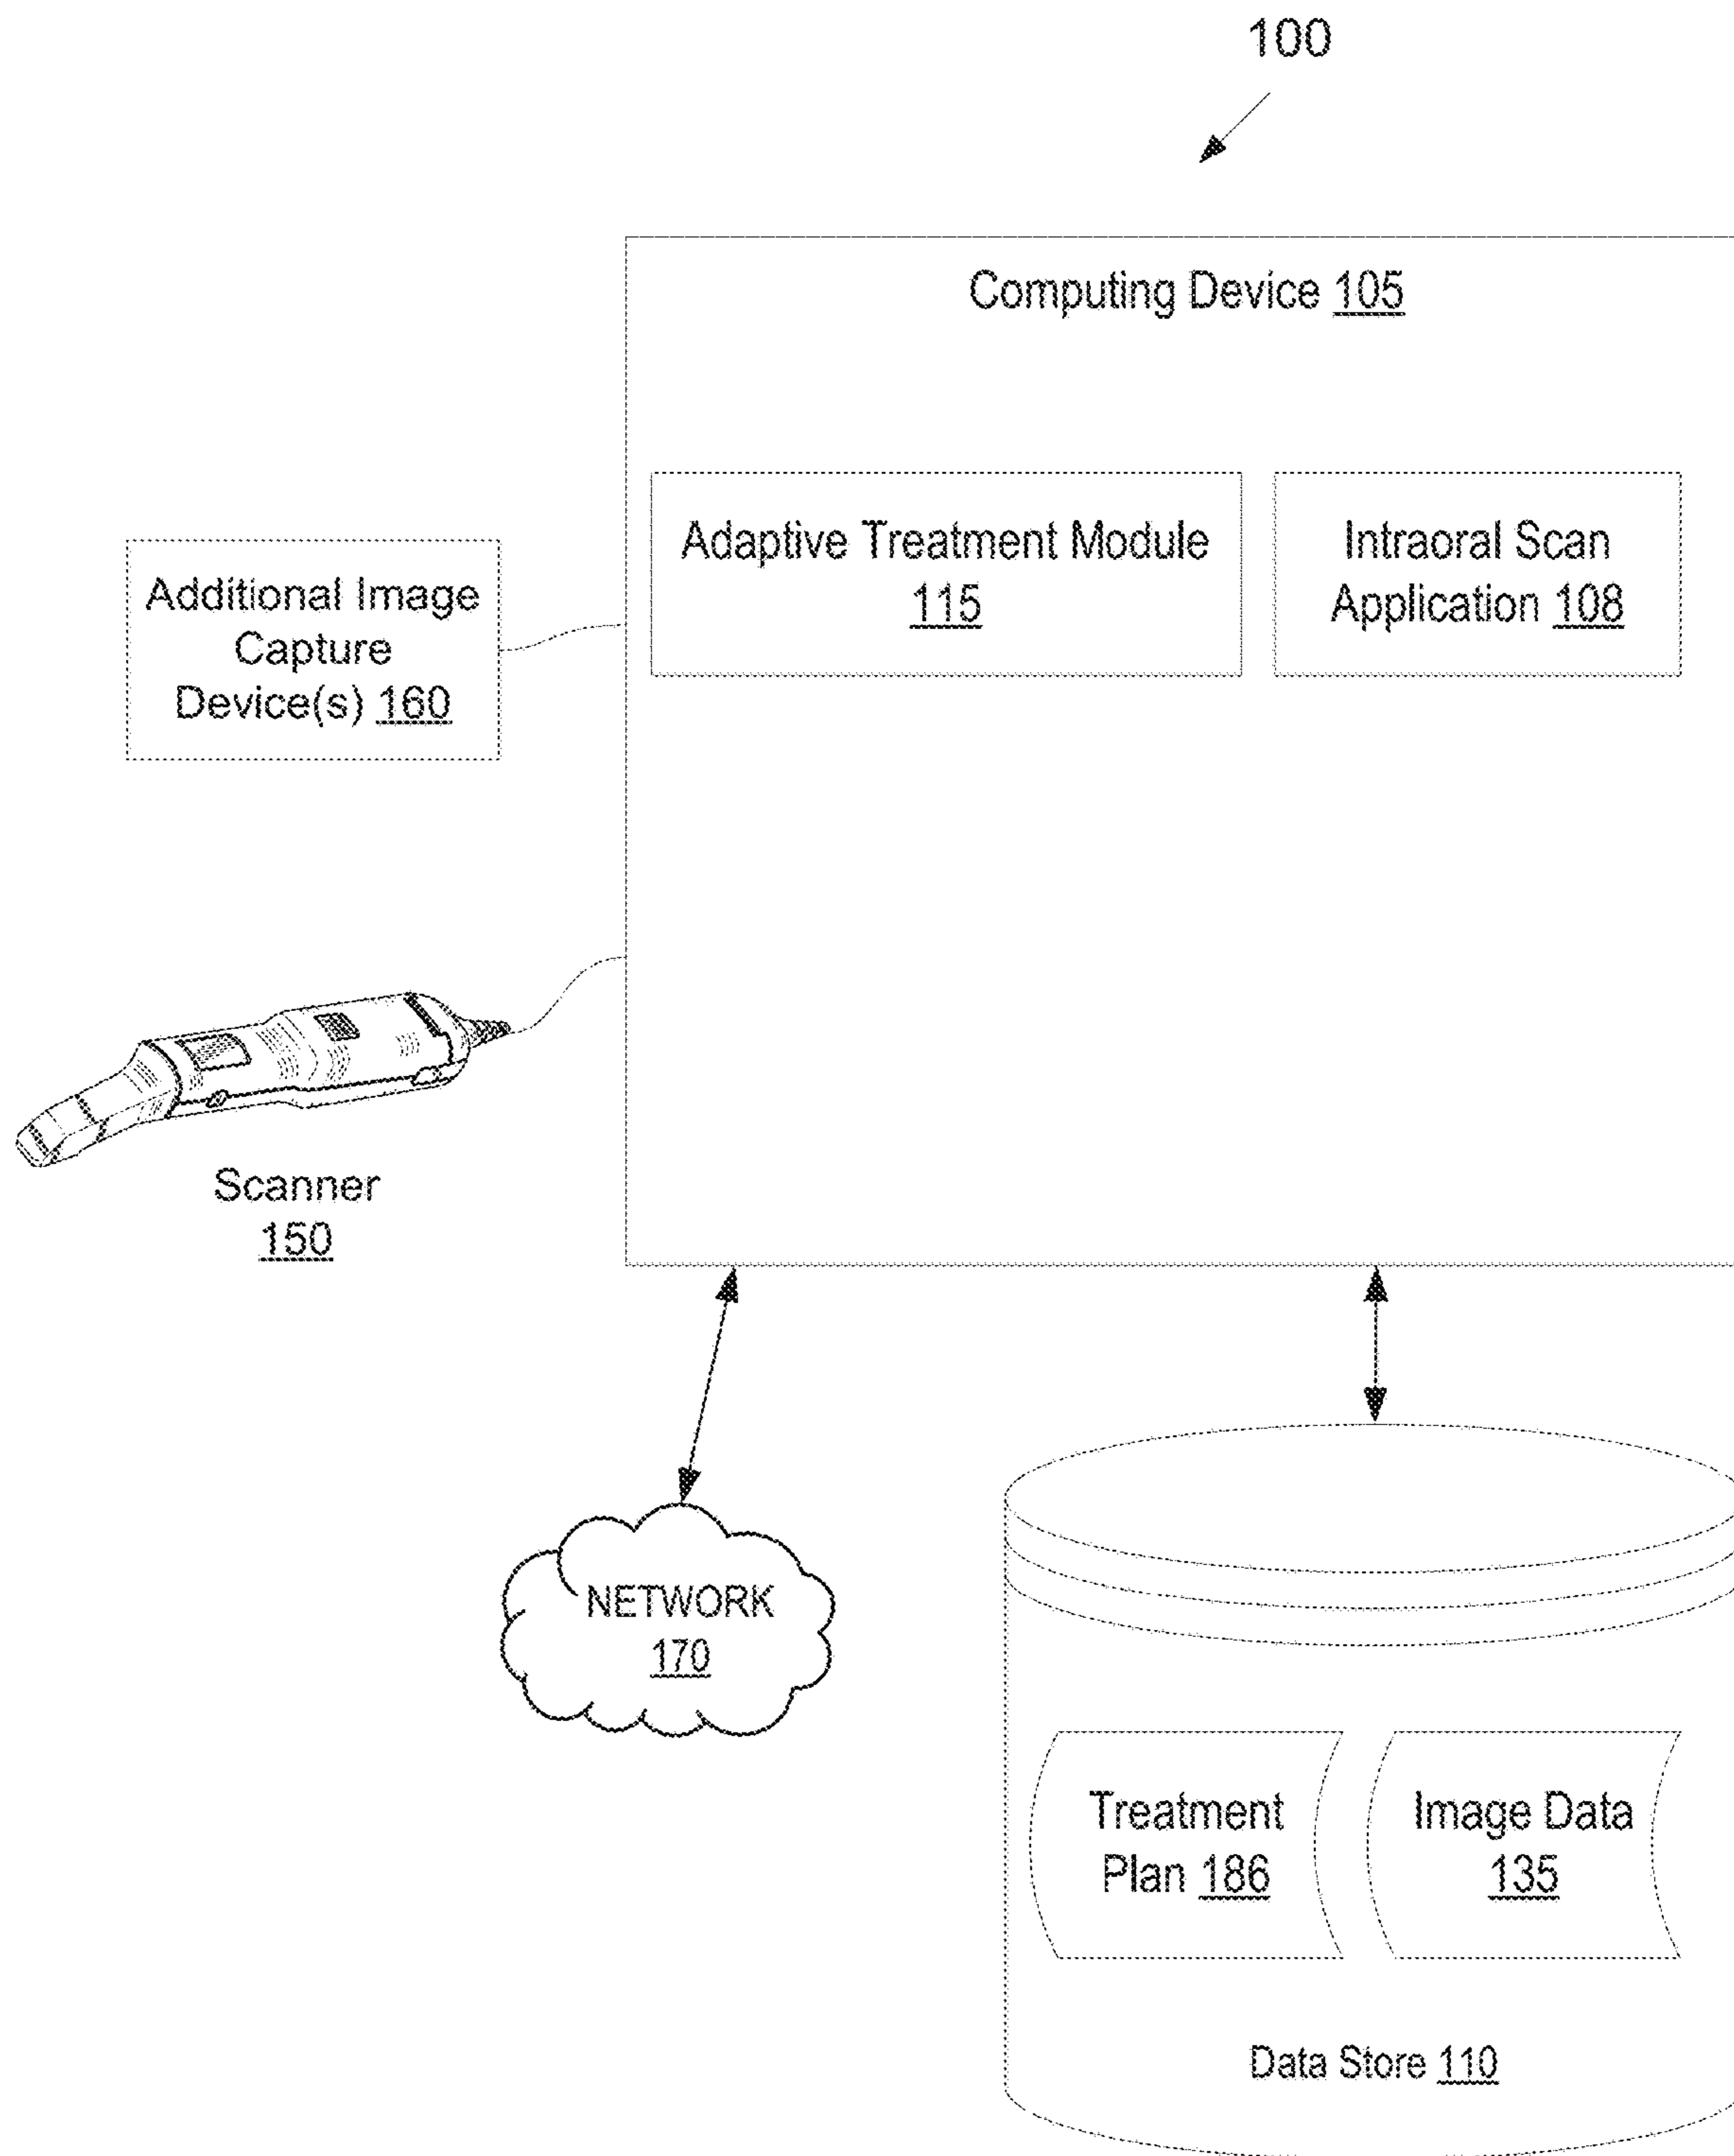 100
Computing Device 105
Adaptive Treatment Module
115
Intraoral Scan
Application 108
Additional Image
Capture
Device(s) 160
Scanner
150
NETWORK
170
Treatment
Plan 186
Image Data
135
Data Store 110